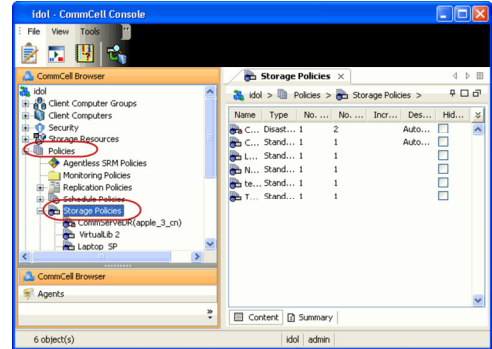 idol - CommCell Console
File View Tools
CommCell Browser
idol
Client Computer Groups
Client Computers
Security
Storage Resources
Policies
Agentless SRM Policies
Monitoring Policies
Replication Policies
Schedule Policies
Storage Policies
CommServeDR(apple_3_cn)
VirtualLib 2
Laptop_SP
CommCell Browser
Agents
Storage Policies
idol > Policies > Storage Policies >
Name Type No. ... No. ... Incr... Des... Hid...
C... Disast... 1 2 Auto...
C... Stand... 1 1 Auto...
L... Stand... 1 1
N... Stand... 1 1
te... Stand... 1 1
T... Stand... 1 1
Content Summary
6 object(s)
idol admin